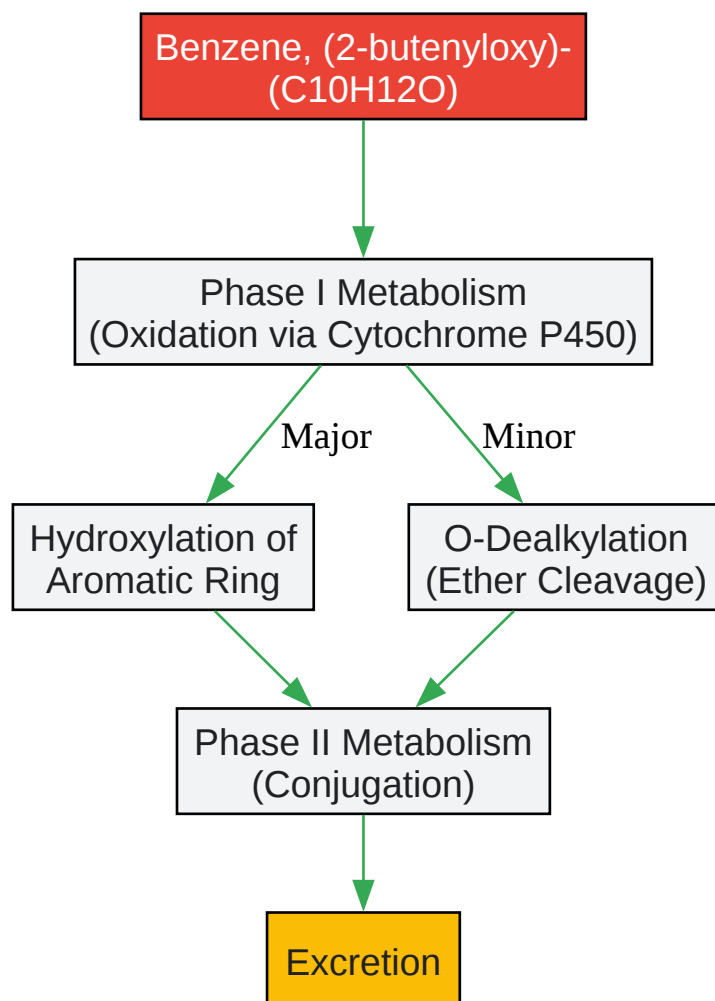 Benzene, (2-butenyloxy)-
(C10H12O)
Phase I Metabolism
(Oxidation via Cytochrome P450)
Major
Minor
Hydroxylation of
Aromatic Ring
O-Dealkylation
(Ether Cleavage)
Phase II Metabolism
(Conjugation)
Excretion